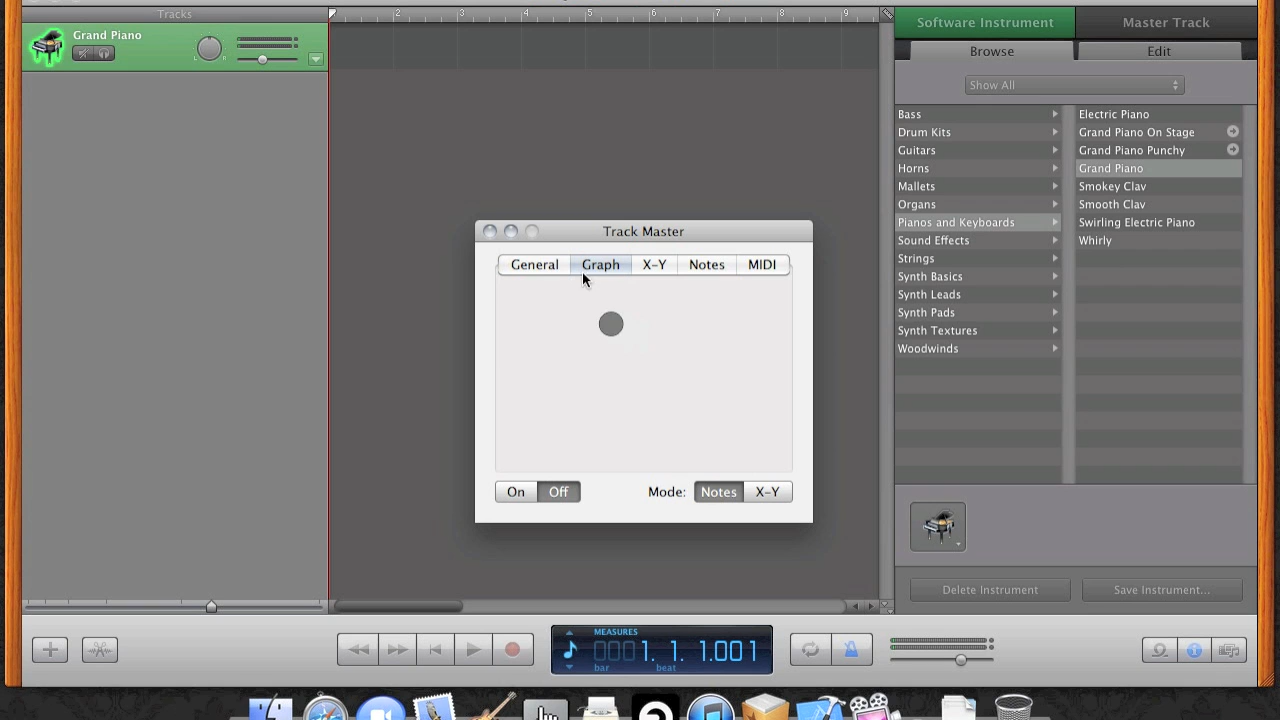 Tracks
Grand Piano
L R
2 3 4 5 6 7 8 9
Software Instrument
Master Track
Browse
Edit
Show All
Bass
Drum Kits
Guitars
Horns
Mallets
Organs
Pianos and Keyboards
Sound Effects
Strings
Synth Basics
Synth Leads
Synth Pads
Synth Textures
Woodwinds
Electric Piano
Grand Piano On Stage
Grand Piano Punchy
Grand Piano
Smokey Clav
Smooth Clav
Swirling Electric Piano
Whirly
Track Master
General Graph X-Y Notes MIDI
On Off Mode: Notes X-Y
Delete Instrument
Save Instrument...
MEASURES
0001. 1. 1.001
bar beat